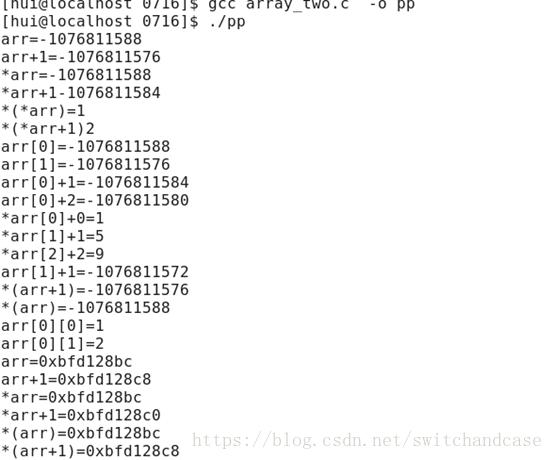 [hui@localhost 0716]$ gcc array_two.c -o pp
[hui@localhost 0716]$ ./pp
arr=-1076811588
arr+1=-1076811576
*arr=-1076811588
*arr+1-1076811584
*(*arr)=1
*(*arr+1)2
arr[0]=-1076811588
arr[1]=-1076811576
arr[0]+1=-1076811584
arr[0]+2=-1076811580
*arr[0]+0=1
*arr[1]+1=5
*arr[2]+2=9
arr[1]+1=-1076811572
*(arr+1)=-1076811576
*(arr)=-1076811588
arr[0][0]=1
arr[0][1]=2
arr=0xbfd128bc
arr+1=0xbfd128c8
*arr=0xbfd128bc
*arr+1=0xbfd128c0
*(arr)=0xbfd128bc
*(arr+1)=0xbfd128c8
https://blog.csdn.net/switchandcase